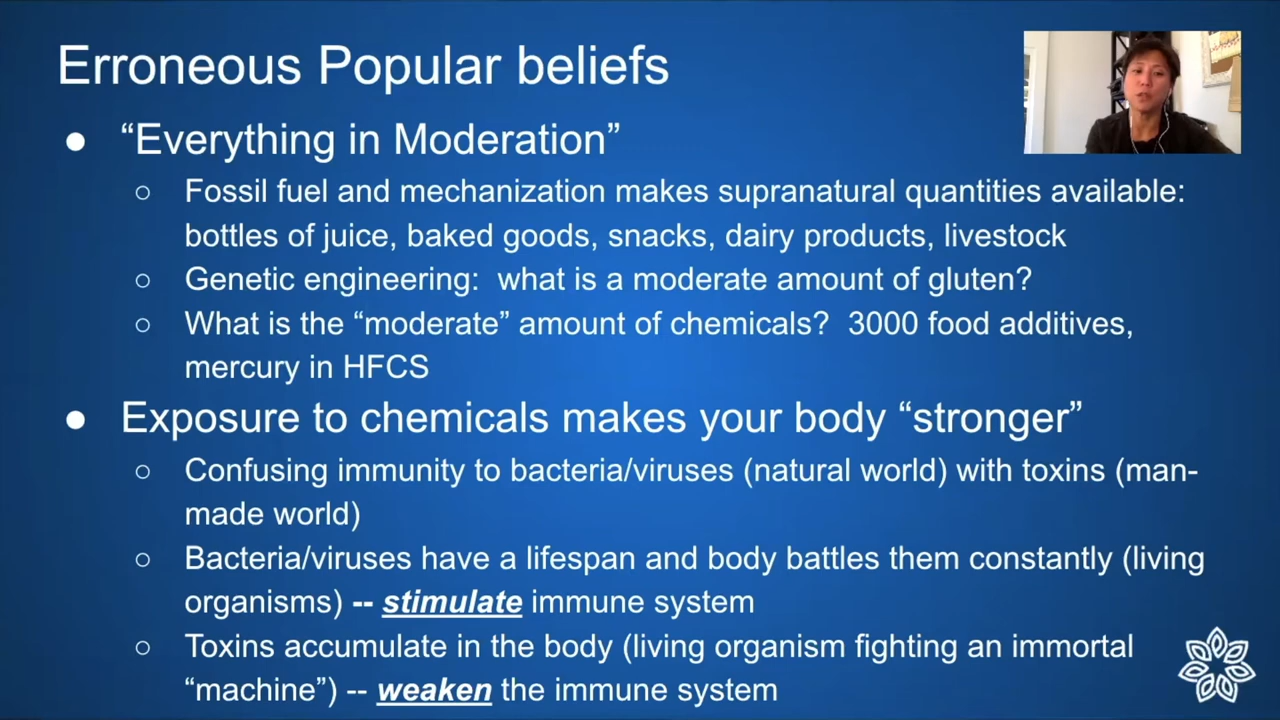 Erroneous Popular beliefs
● “Everything in Moderation”
○ Fossil fuel and mechanization makes supranatural quantities available:
bottles of juice, baked goods, snacks, dairy products, livestock
○ Genetic engineering:  what is a moderate amount of gluten?
○ What is the “moderate” amount of chemicals?  3000 food additives,
mercury in HFCS
● Exposure to chemicals makes your body “stronger”
○ Confusing immunity to bacteria/viruses (natural world) with toxins (man-
made world)
○ Bacteria/viruses have a lifespan and body battles them constantly (living
organisms) -- stimulate immune system
○ Toxins accumulate in the body (living organism fighting an immortal
“machine”) -- weaken the immune system